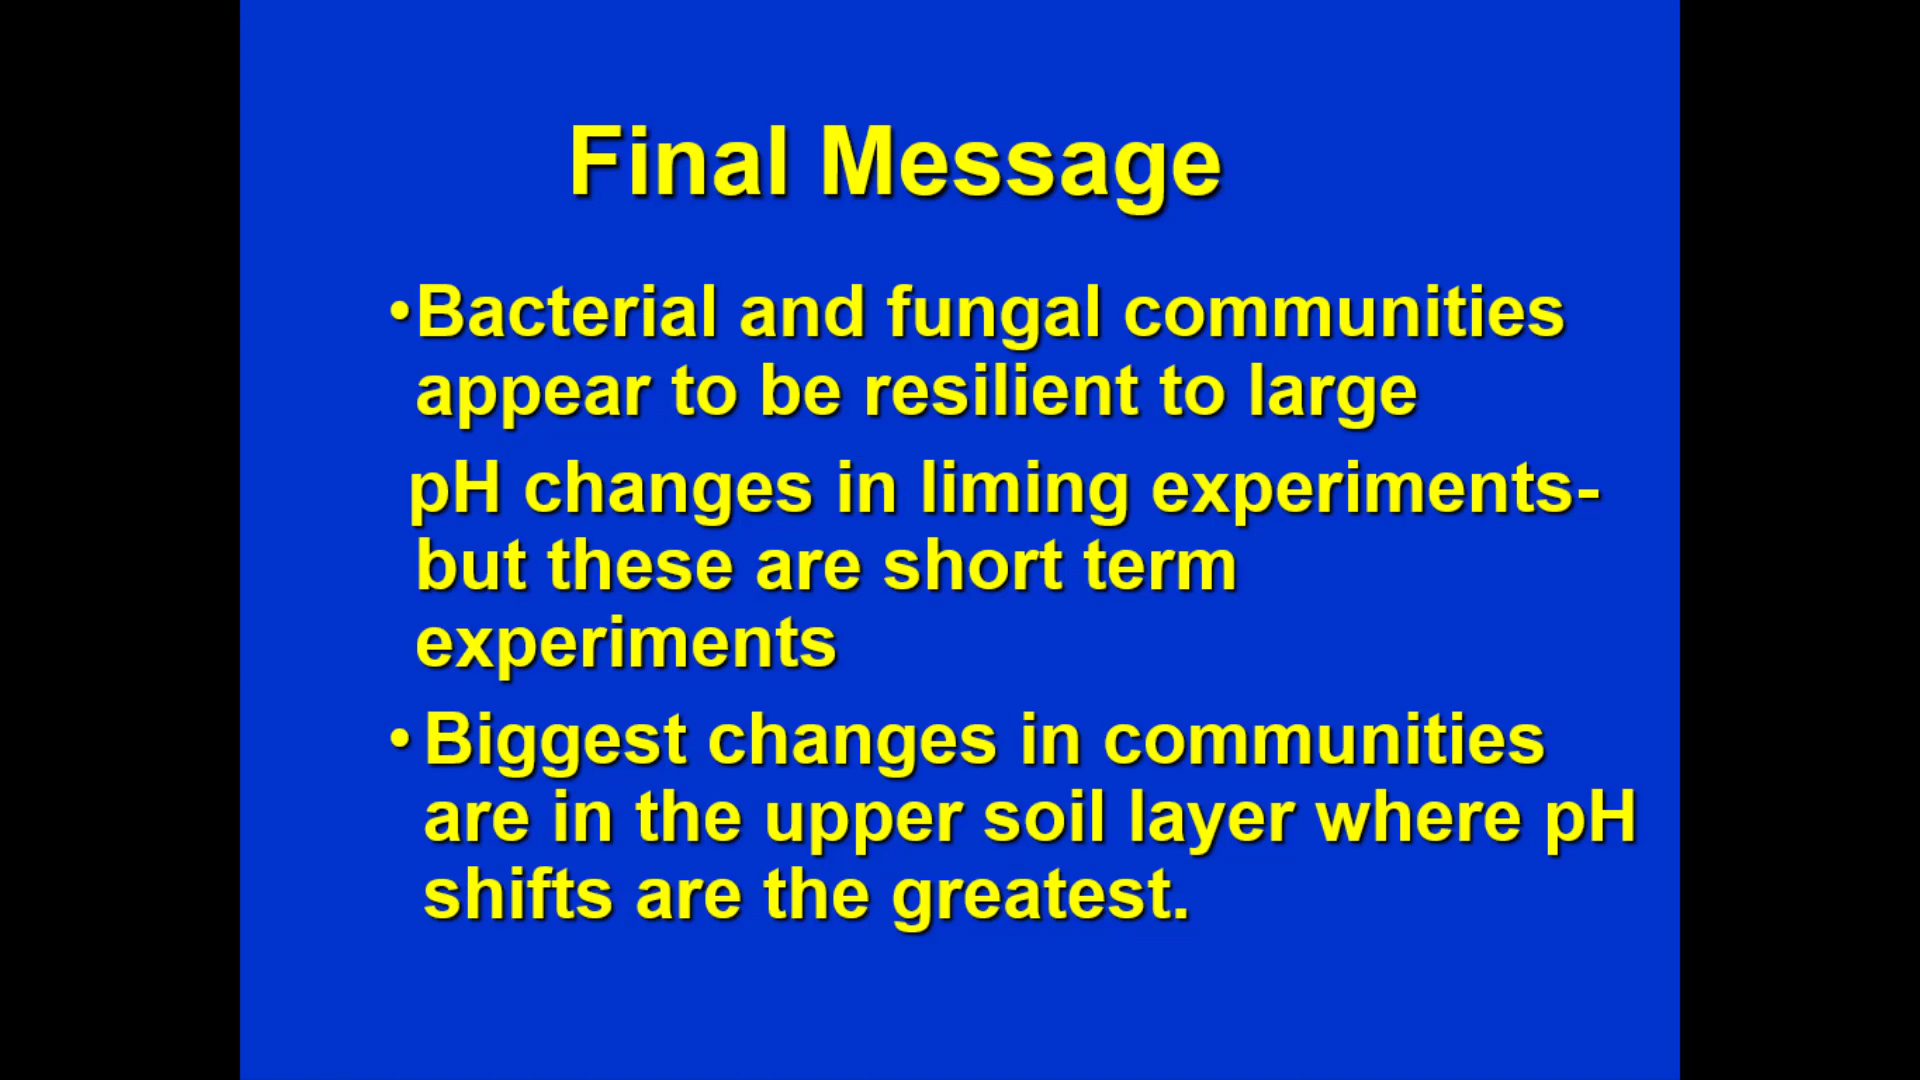 Final Message
•Bacterial and fungal communities
appear to be resilient to large
pH changes in liming experiments-
but these are short term
experiments
• Biggest changes in communities
are in the upper soil layer where pH
shifts are the greatest.